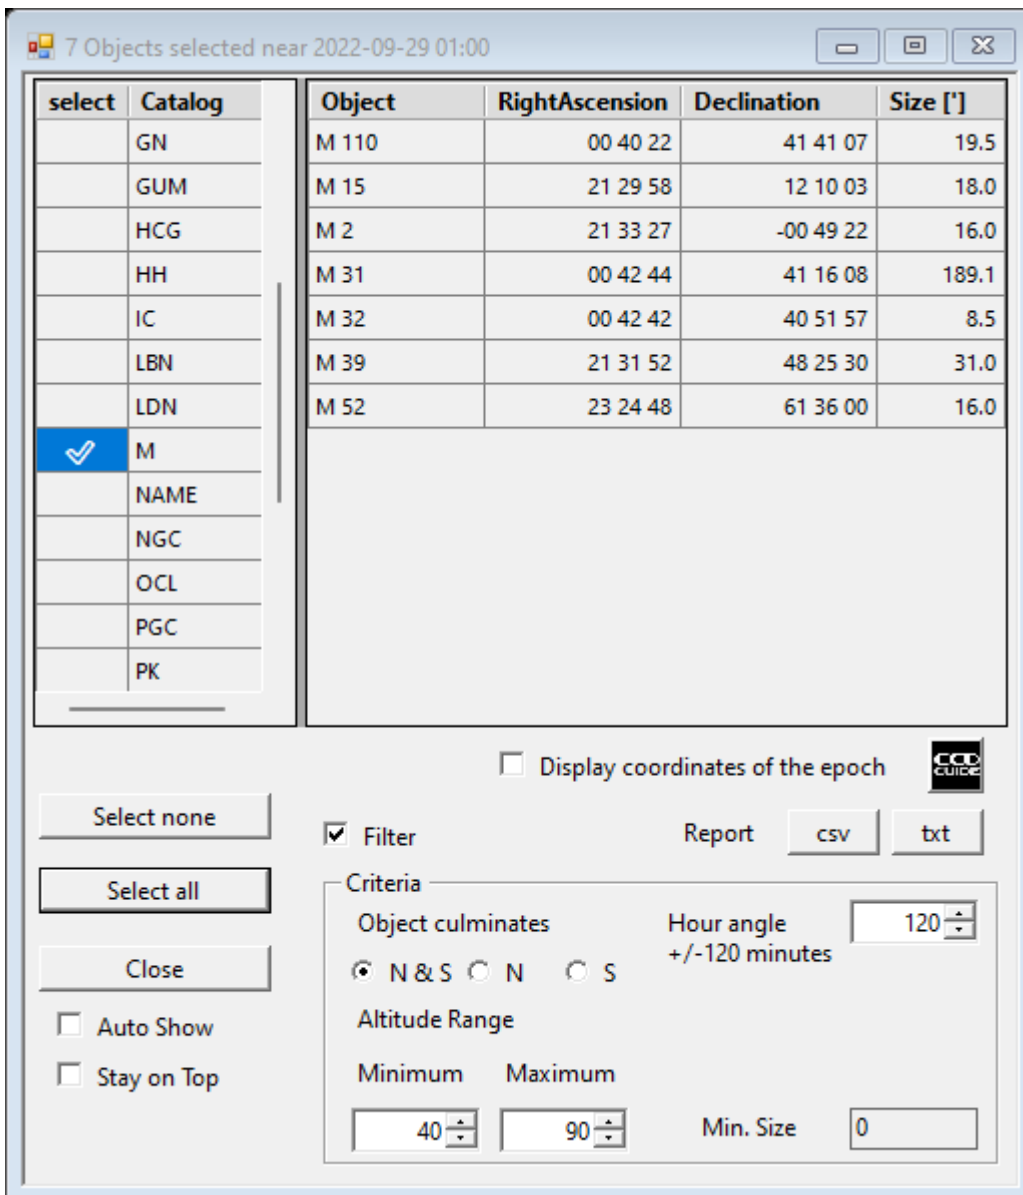 7 Objects selected near 2022-09-29 01:00
select Catalog
GN
GUM
HCG
HH
IC
LBN
LDN
M
NAME
NGC
OCL
PGC
PK
Object RightAscension Declination Size [']
M 110 00 40 22 41 41 07 19.5
M 15 21 29 58 12 10 03 18.0
M 2 21 33 27 -00 49 22 16.0
M 31 00 42 44 41 16 08 189.1
M 32 00 42 42 40 51 57 8.5
M 39 21 31 52 48 25 30 31.0
M 52 23 24 48 61 36 00 16.0
Display coordinates of the epoch
CCD
GUIDE
Select none
Select all
Close
Auto Show
Stay on Top
Filter
Report csv txt
Criteria
Object culminates
N & S N S
Hour angle 120
+/-120 minutes
Altitude Range
Minimum Maximum
40 90
Min. Size 0